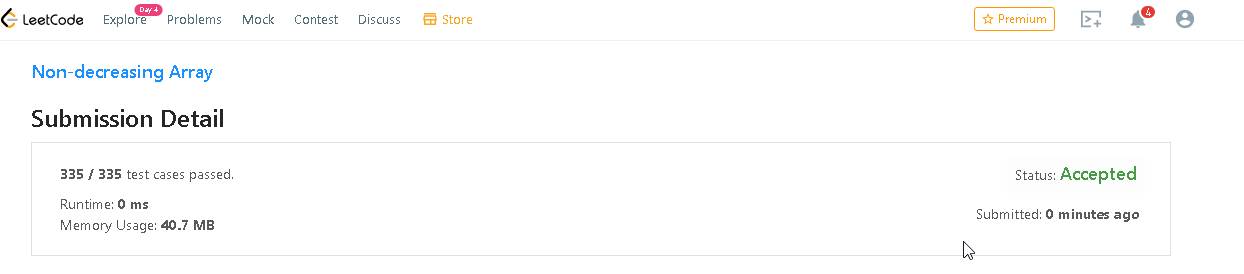 LeetCode Explore Day 4 Problems Mock Contest Discuss Store Premium 4
Non-decreasing Array
Submission Detail
335 / 335 test cases passed. Status: Accepted
Runtime: 0 ms
Submitted: 0 minutes ago
Memory Usage: 40.7 MB